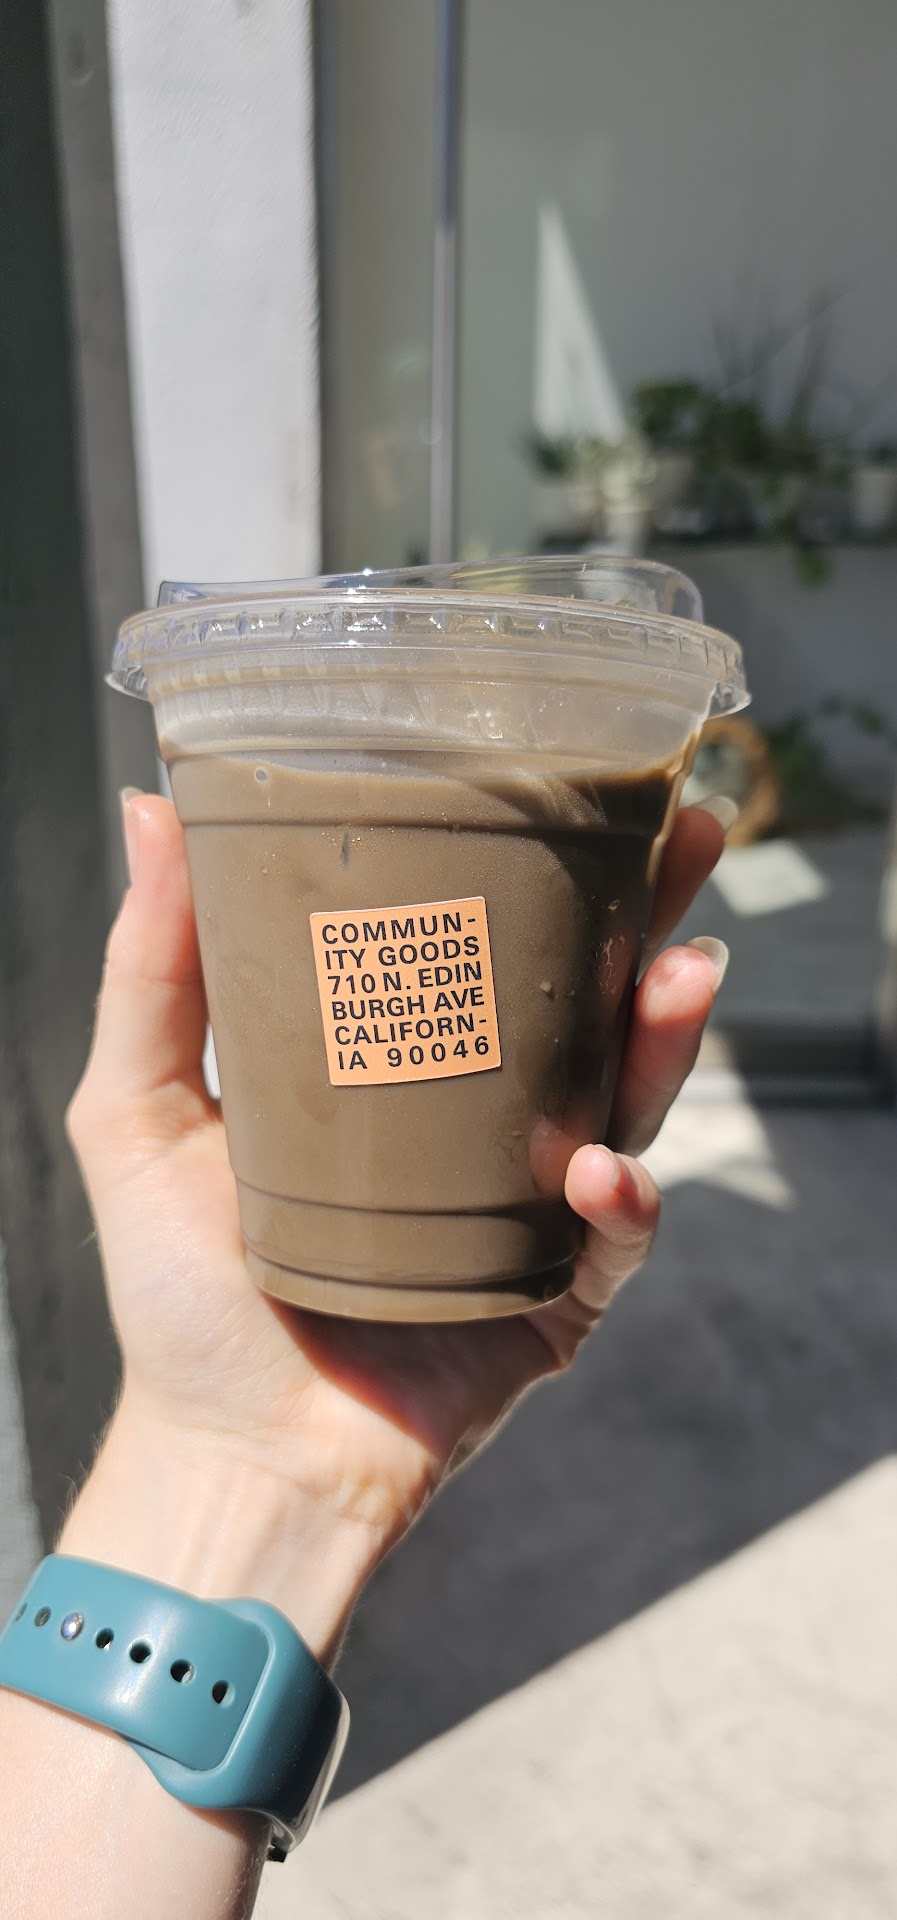 COMMUN-
ITY GOODS
710 N. EDIN
BURGH AVE
CALIFORN-
IA 90046